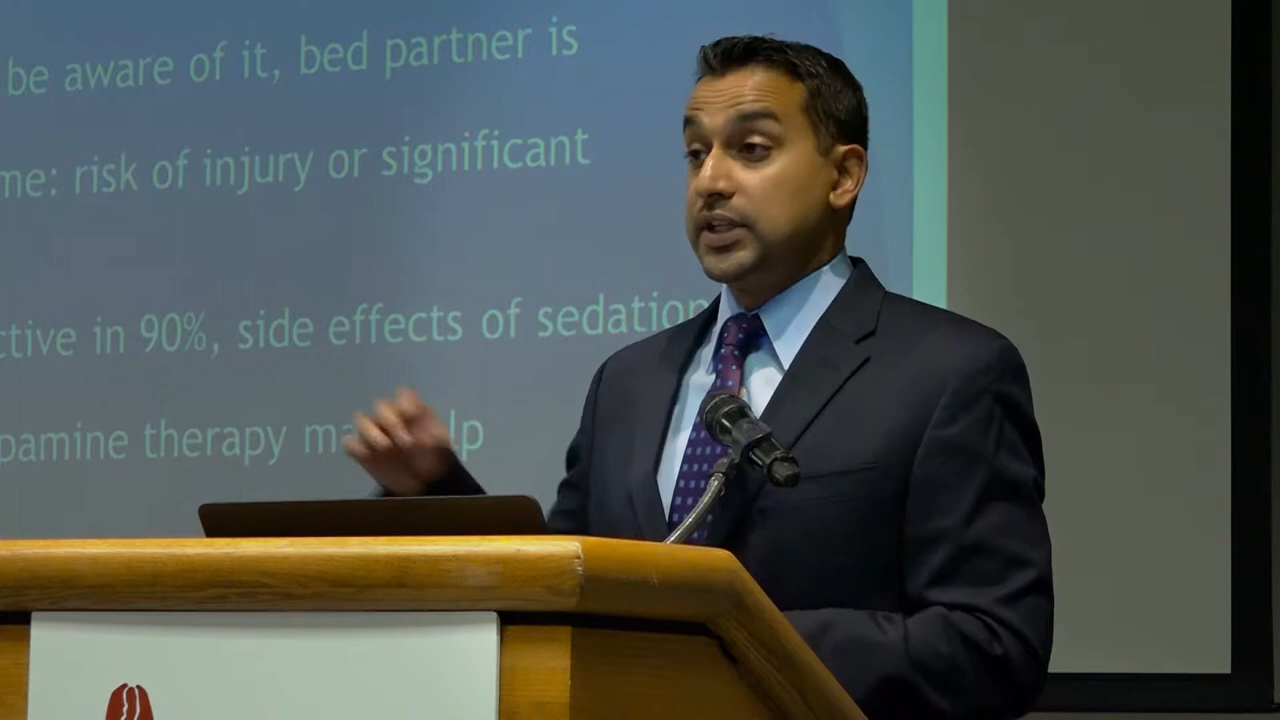 be aware of it, bed partner is
me: risk of injury or significant
ctive in 90%, side effects of sedation
pamine therapy ma lp